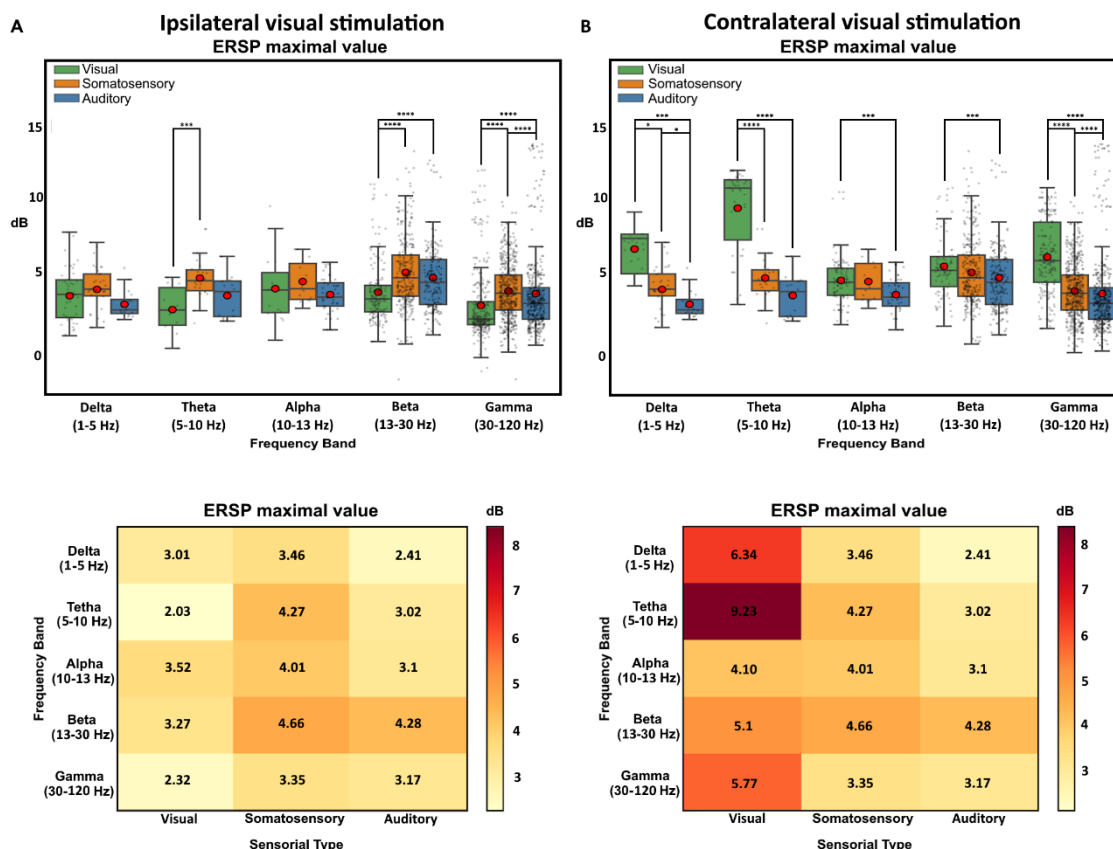 A
Ipsilateral visual stimulation
ERSP maximal value
Visual
Somatosensory
Auditory
15
10
dB
5
0
***
****
****
****
****
****
Delta
(1-5 Hz)
Theta
(5-10 Hz)
Alpha
(10-13 Hz)
Beta
(13-30 Hz)
Gamma
(30-120 Hz)
Frequency Band
B
Contralateral visual stimulation
ERSP maximal value
Visual
Somatosensory
Auditory
15
10
dB
5
0
***
*
*
****
****
***
***
****
****
****
Delta
(1-5 Hz)
Theta
(5-10 Hz)
Alpha
(10-13 Hz)
Beta
(13-30 Hz)
Gamma
(30-120 Hz)
Frequency Band
ERSP maximal value
dB
Frequency Band
Delta
(1-5 Hz)
3.01 3.46 2.41
Tetha
(5-10 Hz)
2.03 4.27 3.02
Alpha
(10-13 Hz)
3.52 4.01 3.1
Beta
(13-30 Hz)
3.27 4.66 4.28
Gamma
(30-120 Hz)
2.32 3.35 3.17
Visual Somatosensory Auditory
Sensorial Type
8
7
6
5
4
3
ERSP maximal value
dB
Frequency Band
Delta
(1-5 Hz)
6.34 3.46 2.41
Tetha
(5-10 Hz)
9.23 4.27 3.02
Alpha
(10-13 Hz)
4.10 4.01 3.1
Beta
(13-30 Hz)
5.1 4.66 4.28
Gamma
(30-120 Hz)
5.77 3.35 3.17
Visual Somatosensory Auditory
Sensorial Type
8
7
6
5
4
3